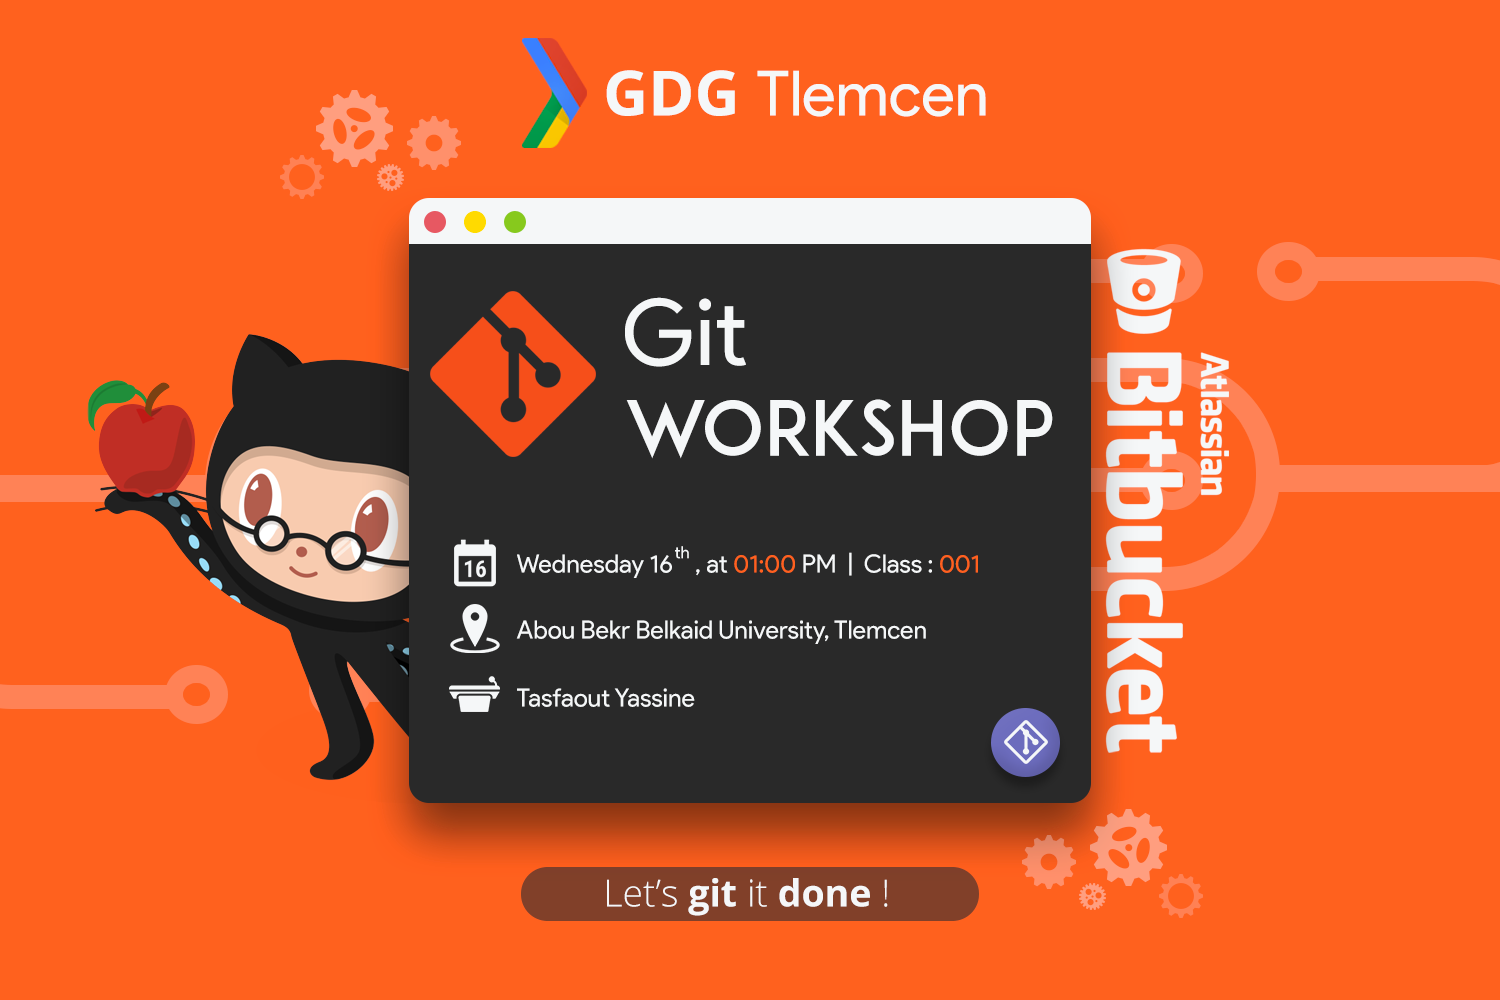 GDG Tlemcen
Git
WORKSHOP
16
Wednesday 16th , at 01:00 PM | Class : 001
Abou Bekr Belkaid University, Tlemcen
Tasfaout Yassine
Atlassian
Bitbucket
Let's git it done !